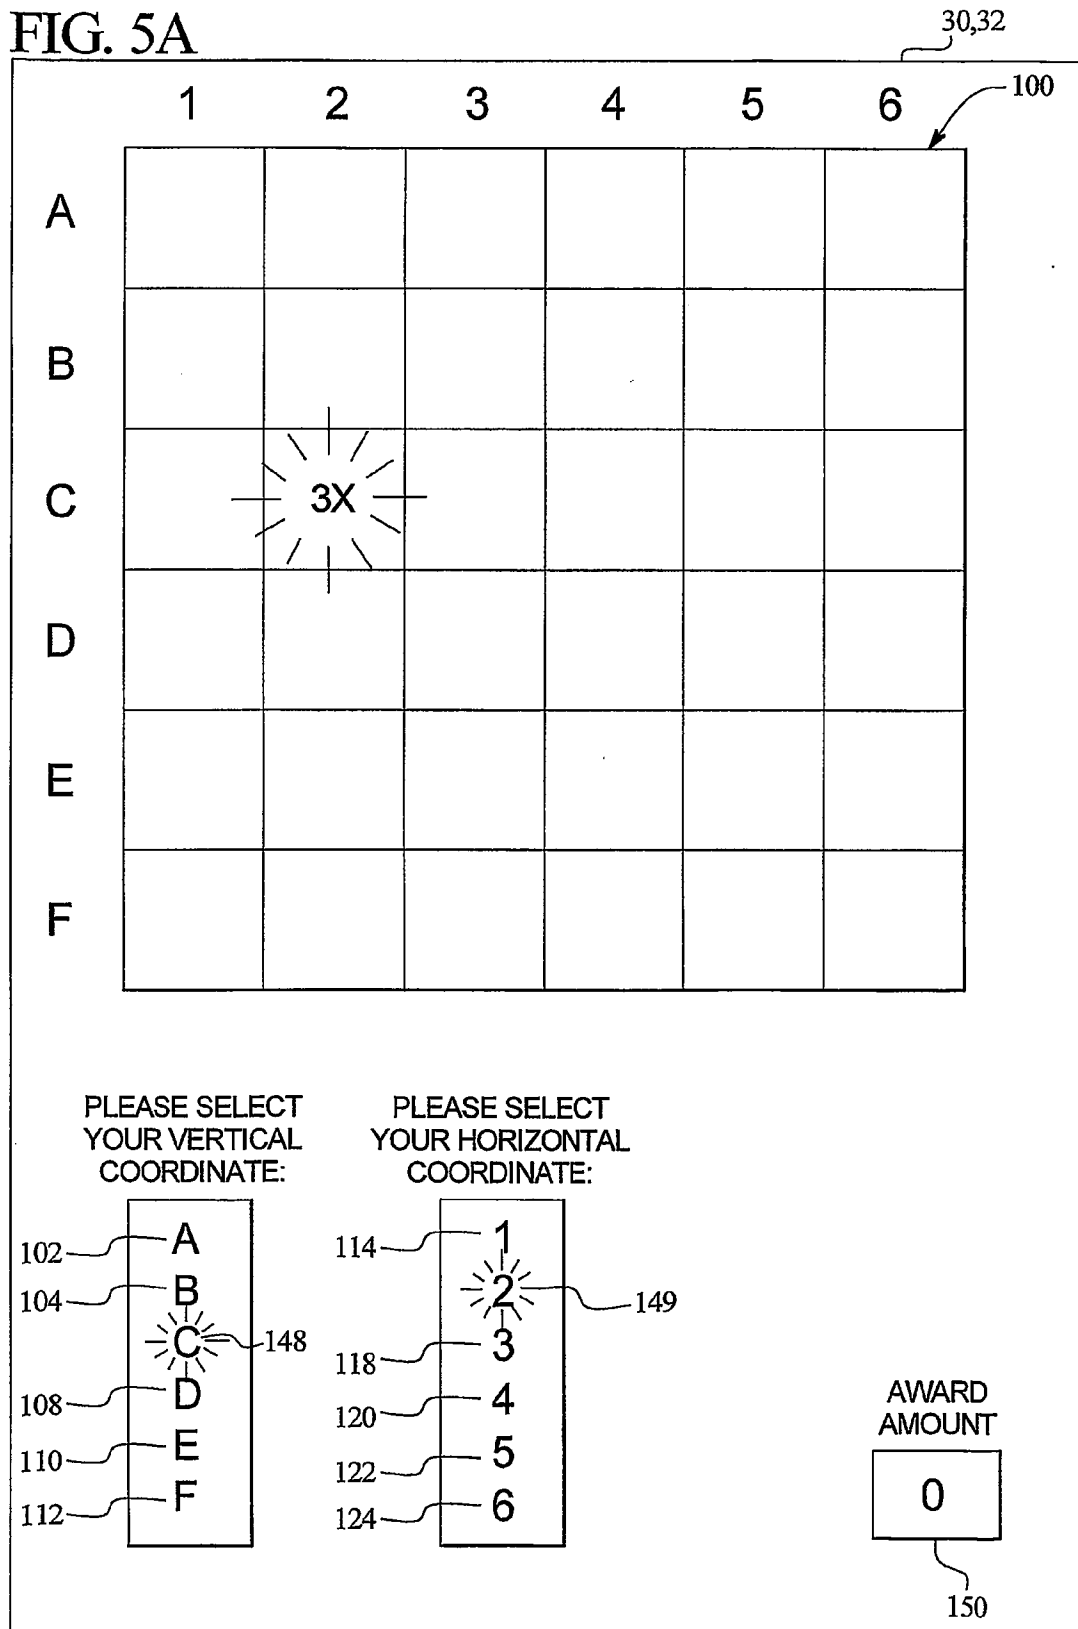 FIG. 5A
30,32
100
1 2 3 4 5 6
A
B
C 3X
D
E
F
PLEASE SELECT
YOUR VERTICAL
COORDINATE:
102 A
104 B
C 148
108 D
110 E
112 F
PLEASE SELECT
YOUR HORIZONTAL
COORDINATE:
114 1
2 149
118 3
120 4
122 5
124 6
AWARD
AMOUNT
0
150